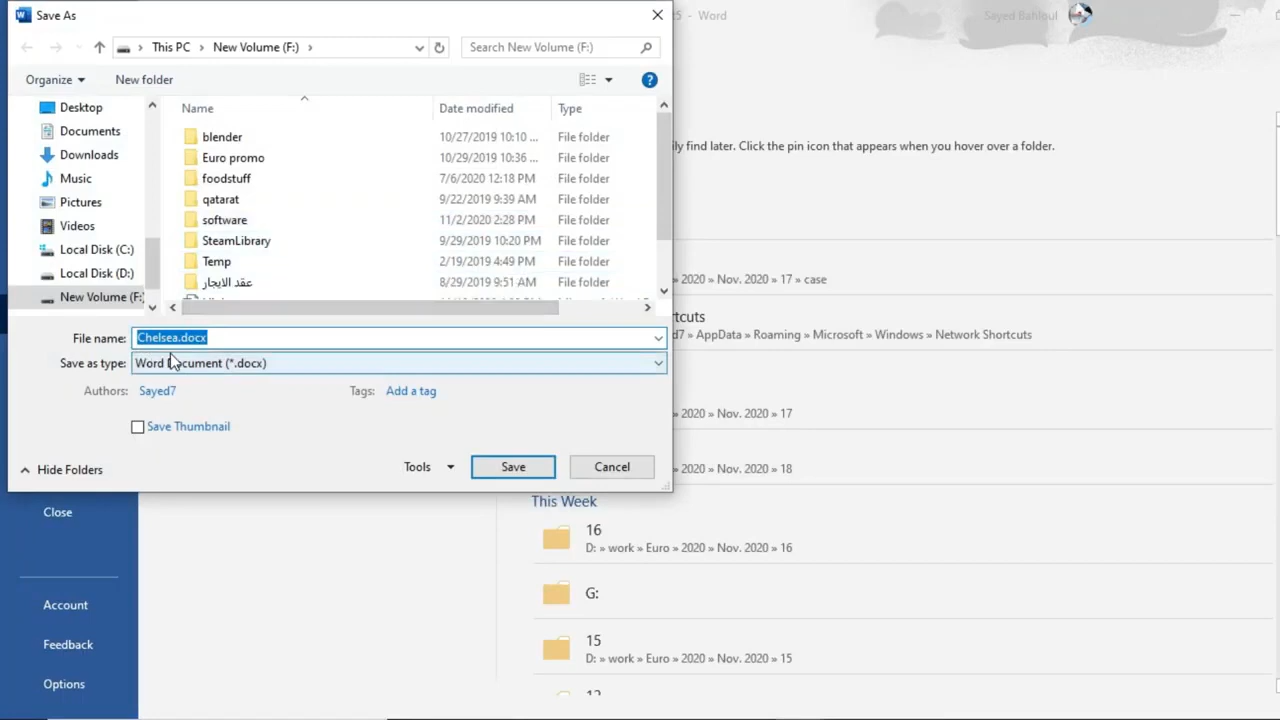 Save As
25 - Word
Sayed Bahloul
This PC > New Volume (F:) >
Search New Volume (F:)
Organize
New folder
Desktop
Documents
Downloads
Music
Pictures
Videos
Local Disk (C:)
Local Disk (D:)
New Volume (F:
Name Date modified Type
blender 10/27/2019 10:10 ... File folder
Euro promo 10/29/2019 10:36 ... File folder
foodstuff 7/6/2020 12:18 PM File folder
qatarat 9/22/2019 9:39 AM File folder
software 11/2/2020 2:28 PM File folder
SteamLibrary 9/29/2019 10:20 PM File folder
Temp 2/19/2019 4:49 PM File folder
عقد الايجار 8/29/2019 9:51 AM File folder
File name: Chelsea.docx
Save as type: Word Document (*.docx)
Authors: Sayed7
Tags: Add a tag
Save Thumbnail
Hide Folders
Tools
Save
Cancel
ily find later. Click the pin icon that appears when you hover over a folder.
» 2020 » Nov. 2020 » 17 » case
rtcuts
d7 » AppData » Roaming » Microsoft » Windows » Network Shortcuts
» 2020 » Nov. 2020 » 17
» 2020 » Nov. 2020 » 18
This Week
16
D: » work » Euro » 2020 » Nov. 2020 » 16
G:
15
D: » work » Euro » 2020 » Nov. 2020 » 15
Close
Account
Feedback
Options